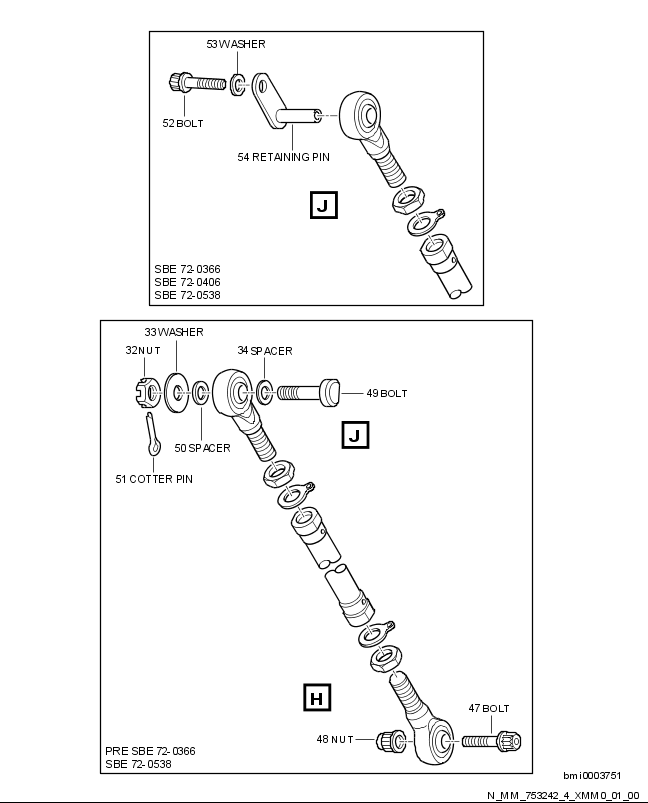 53 WASHER
52 BOLT
54 RETAINING PIN
J
SBE 72-0366
SBE 72-0406
SBE 72-0538
33 WASHER
32 NUT
34 SPACER
49 BOLT
J
50 SPACER
51 COTTER PIN
H
47 BOLT
48 NUT
PRE SBE 72-0366
SBE 72-0538
bmi0003751
N_MM_753242_4_XMM0_01_00